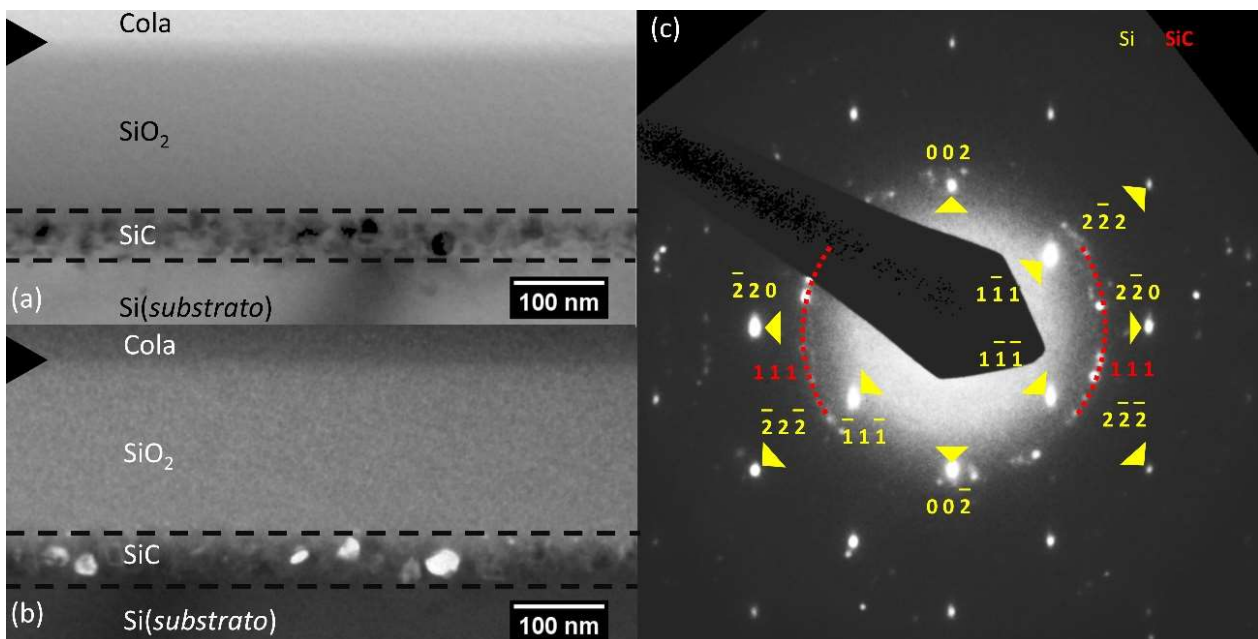 Cola
SiO₂
SiC
Si(substrato)
(a)
100 nm
Cola
SiO₂
SiC
Si(substrato)
(b)
100 nm
(c)
Si SiC
0 0 2
2 2̅ 2
2̅ 2 0
1 1̅ 1
2 2̅ 0
1 1̅ 1̅
1 1 1
1 1 1
2̅ 2 2̅
1̅ 1 1̅
2 2̅ 2̅
0 0 2̅